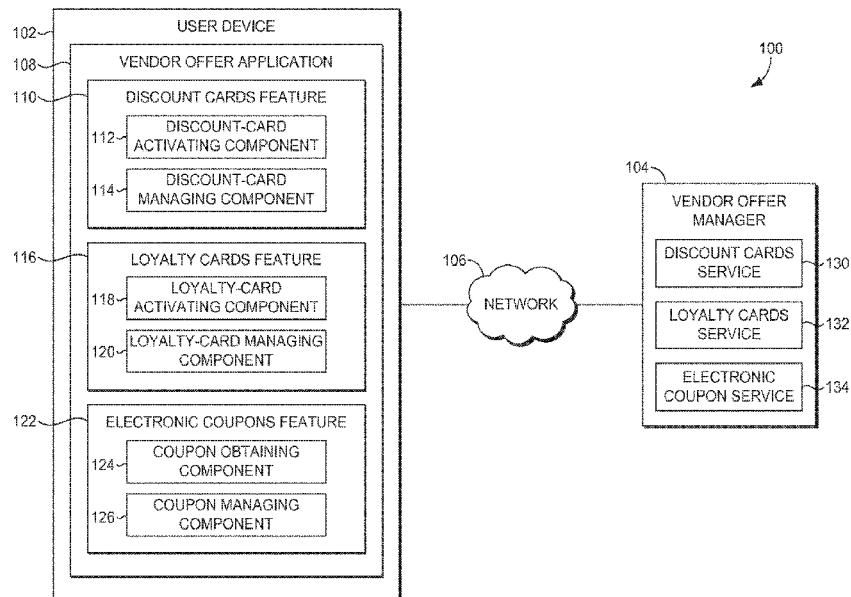 102
USER DEVICE
108
VENDOR OFFER APPLICATION
110
DISCOUNT CARDS FEATURE
112
DISCOUNT-CARD
ACTIVATING COMPONENT
114
DISCOUNT-CARD
MANAGING COMPONENT
116
LOYALTY CARDS FEATURE
118
LOYALTY-CARD
ACTIVATING COMPONENT
120
LOYALTY-CARD MANAGING
COMPONENT
122
ELECTRONIC COUPONS FEATURE
124
COUPON OBTAINING
COMPONENT
126
COUPON MANAGING
COMPONENT
106
NETWORK
100
104
VENDOR OFFER
MANAGER
DISCOUNT CARDS
SERVICE
130
LOYALTY CARDS
SERVICE
132
ELECTRONIC
COUPON SERVICE
134